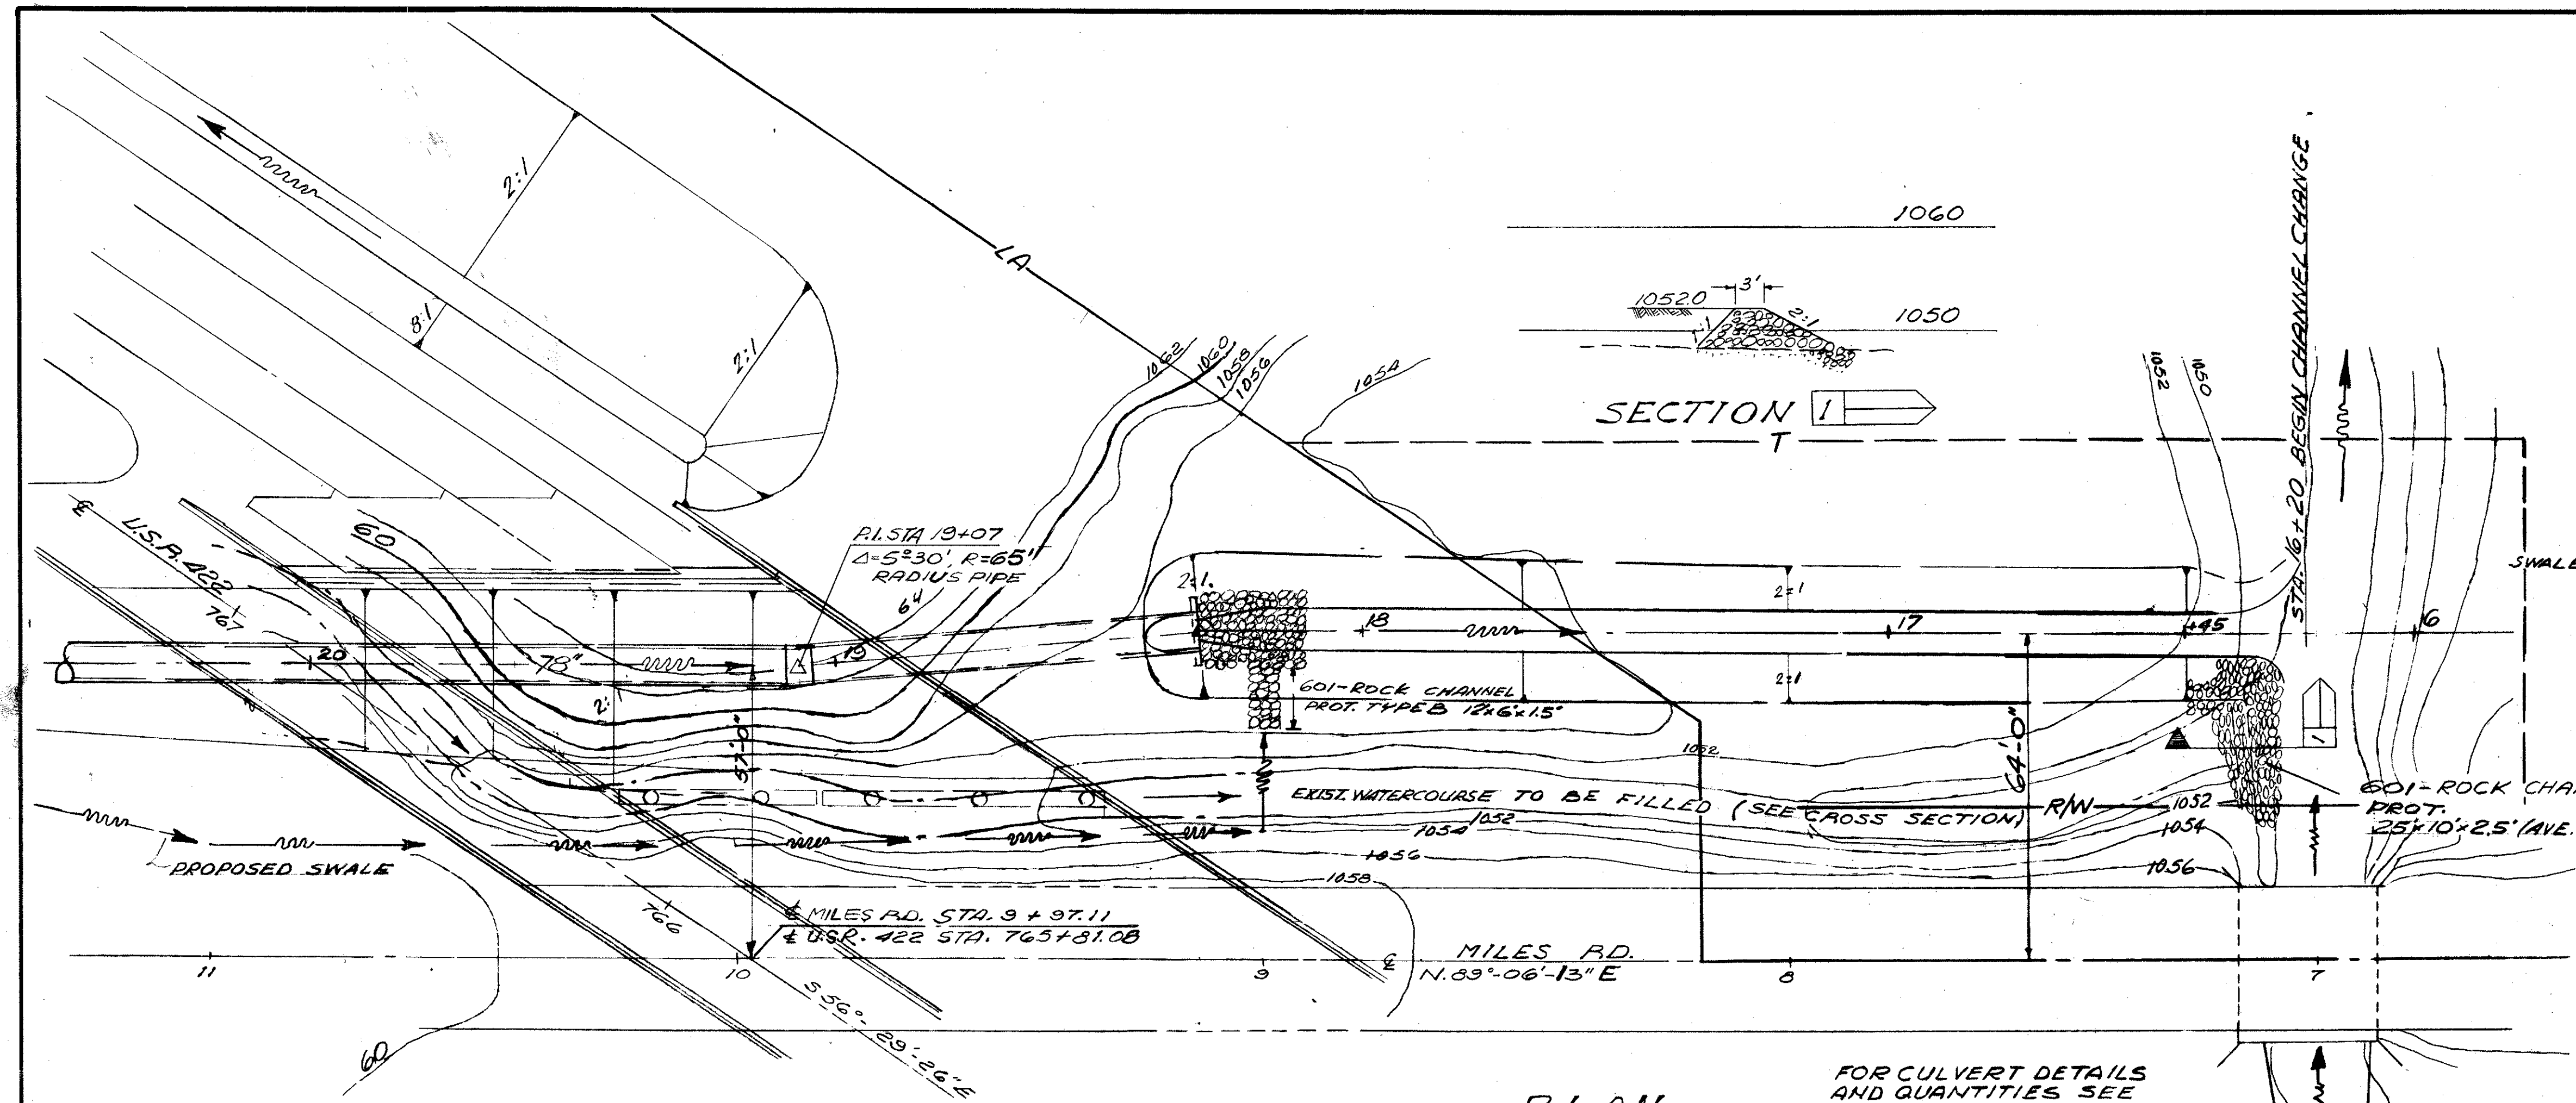 2:1
8:1
2:1
LA
1060
3'
1052.0
2:1
1050
SECTION 1
T
1062
1060
1058
1056
1054
1052
1050
STA. 16+20 BEGIN CHANNEL CHANGE
SWALE
℄ U.S.R. 422
767
60
P.I. STA 19+07
Δ=5°30', R=65'
RADIUS PIPE
64
2:1
2:1
2:1
20
78"
19
18
17
+45
6
601-ROCK CHANNEL
PROT. TYPE B 12'x6'x1.5'
57'-0"
64'-0"
1052
1
EXIST. WATERCOURSE TO BE FILLED (SEE CROSS SECTION)
R/W
1052
1054
1056
601-ROCK CHA
PROT.
25'x10'x2.5' (AVE.
1052
1054
1056
1058
PROPOSED SWALE
766
℄ MILES RD. STA. 9+97.11
℄ U.S.R. 422 STA. 765+81.08
11
10
9
℄ MILES RD.
N.89°-06'-13" E
8
7
S 56°-29'-26" E
60
PLAN
FOR CULVERT DETAILS
AND QUANTITIES SEE